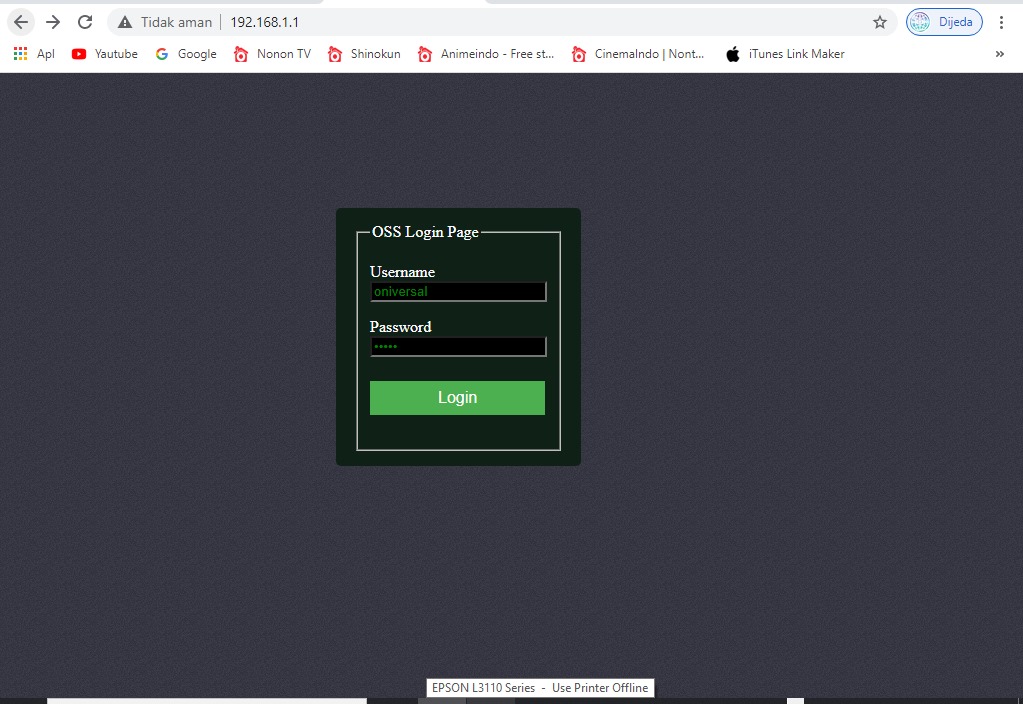 Tidak aman 192.168.1.1 Dijeda
Apl Yautube Google Nonon TV Shinokun Animeindo - Free st... CinemaIndo | Nont... iTunes Link Maker »
OSS Login Page
Username
oniversal
Password
•••••
Login
EPSON L3110 Series - Use Printer Offline